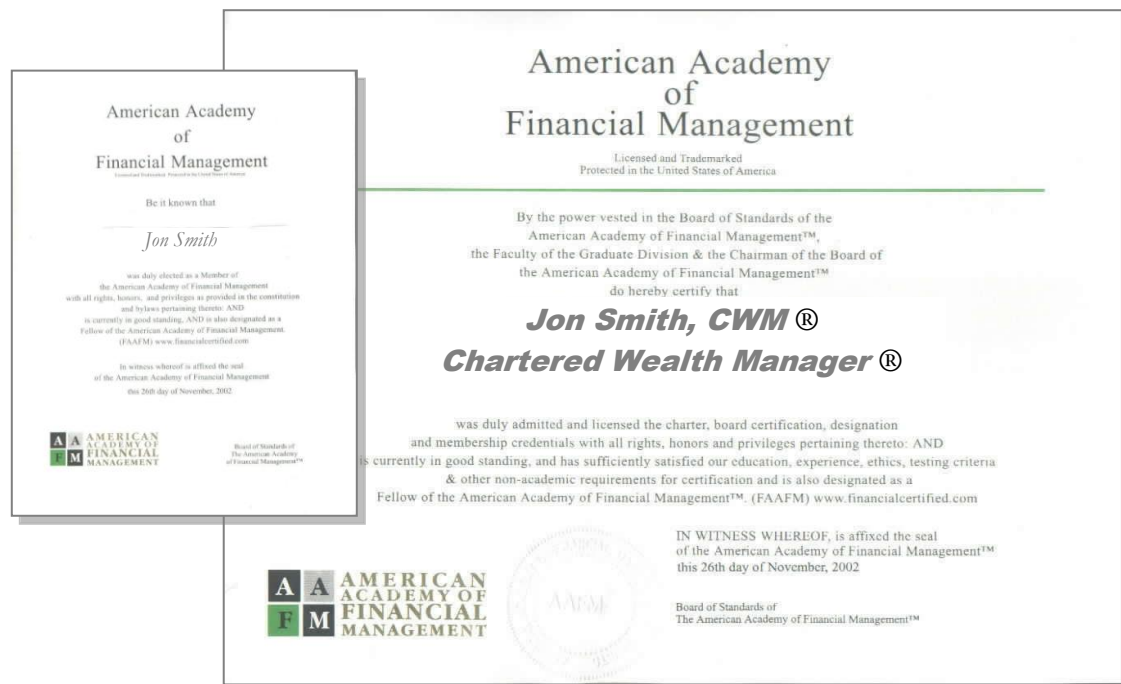 American Academy
of
Financial Management
Be it known that
Jon Smith
was duly elected as a Member of
the American Academy of Financial Management
with all rights, honors, and privileges as provided in the constitution
and bylaws pertaining thereto: AND
is currently in good standing, AND is also designated as a
Fellow of the American Academy of Financial Management.
(FAAFM) www.financialcertified.com
In witness whereof is affixed the seal
of the American Academy of Financial Management
this 26th day of November, 2002
A A AMERICAN
ACADEMY OF
F M FINANCIAL
MANAGEMENT
Board of Standards of
The American Academy
of Financial Management™
American Academy
of
Financial Management
Licensed and Trademarked
Protected in the United States of America
By the power vested in the Board of Standards of the
American Academy of Financial Management™,
the Faculty of the Graduate Division & the Chairman of the Board of
the American Academy of Financial Management™
do hereby certify that
Jon Smith, CWM ®
Chartered Wealth Manager ®
was duly admitted and licensed the charter, board certification, designation
and membership credentials with all rights, honors and privileges pertaining thereto: AND
is currently in good standing, and has sufficiently satisfied our education, experience, ethics, testing criteria
& other non-academic requirements for certification and is also designated as a
Fellow of the American Academy of Financial Management™. (FAAFM) www.financialcertified.com
IN WITNESS WHEREOF, is affixed the seal
of the American Academy of Financial Management™
this 26th day of November, 2002
Board of Standards of
The American Academy of Financial Management™
A A AMERICAN
ACADEMY OF
F M FINANCIAL
MANAGEMENT
AAFM